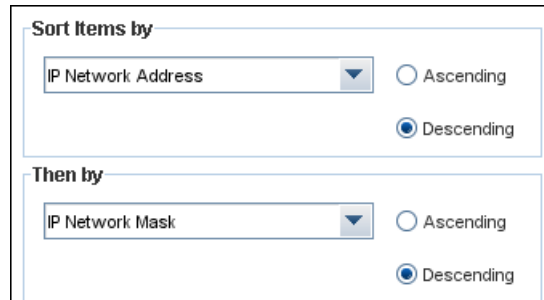 Sort Items by
IP Network Address
Ascending
Descending
Then by
IP Network Mask
Ascending
Descending